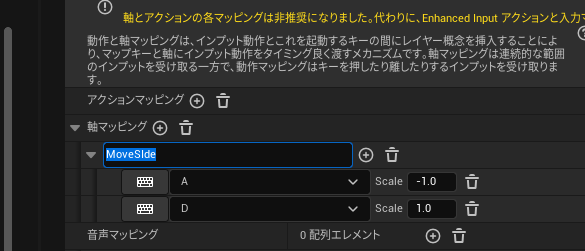 軸とアクションの各マッピングは非推奨になりました。代わりに、Enhanced Input アクションと入力マ
動作と軸マッピングは、インプット動作とこれを起動するキーの間にレイヤー概念を挿入することによ
り、マップキーと軸にインプット動作をタイミング良く渡すメカニズムです。軸マッピングは連続的な範囲
のインプットを受け取る一方で、動作マッピングはキーを押したり離したりするインプットを受け取りま
す。
アクションマッピング
軸マッピング
MoveSIde
A Scale -1.0
D Scale 1.0
音声マッピング 0 配列エレメント